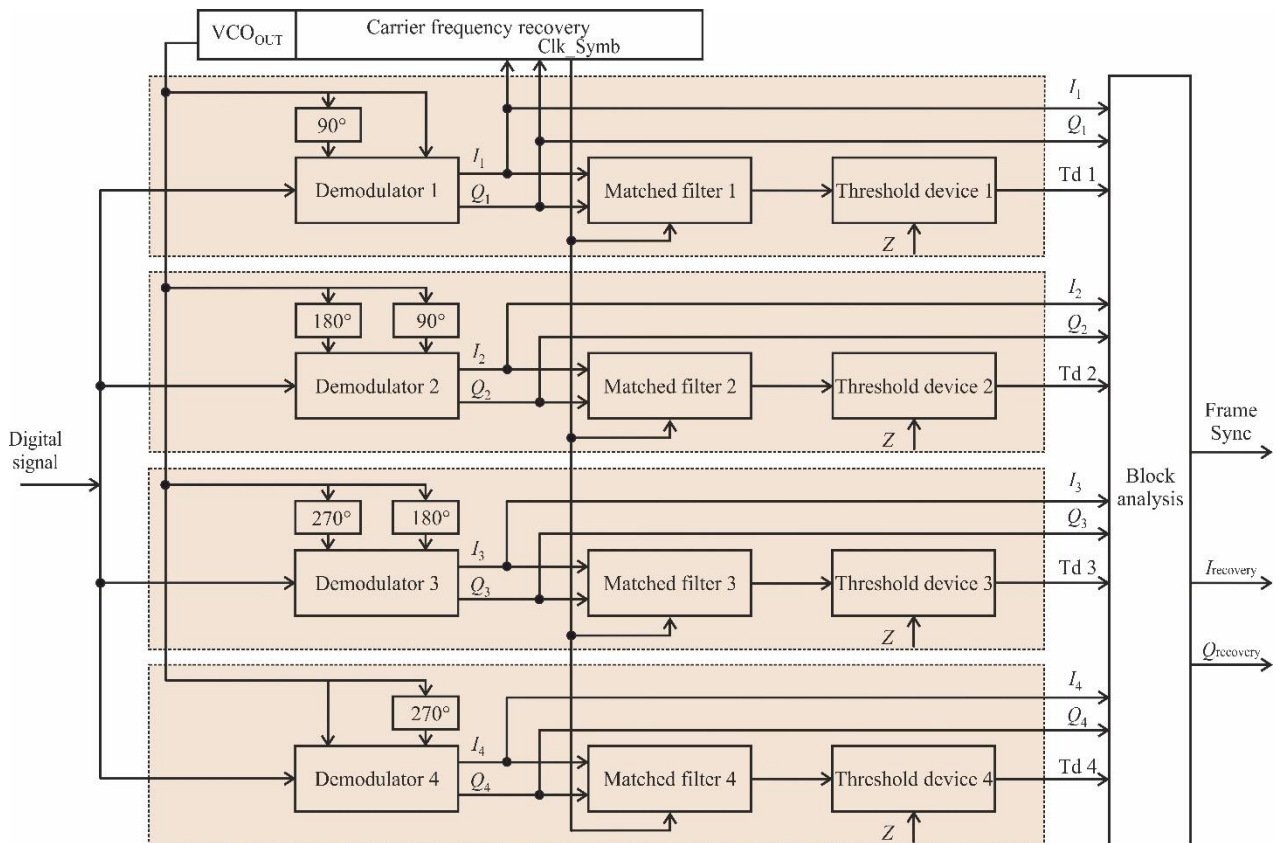 VCO_OUT
Carrier frequency recovery
Clk_Symb
90°
Demodulator 1
I_1
Q_1
Matched filter 1
Threshold device 1
Z
I_1
Q_1
Td 1
180°
90°
Demodulator 2
I_2
Q_2
Matched filter 2
Threshold device 2
Z
I_2
Q_2
Td 2
Digital
signal
270°
180°
Demodulator 3
I_3
Q_3
Matched filter 3
Threshold device 3
Z
I_3
Q_3
Td 3
270°
Demodulator 4
I_4
Q_4
Matched filter 4
Threshold device 4
Z
I_4
Q_4
Td 4
Block
analysis
Frame
Sync
I_recovery
Q_recovery